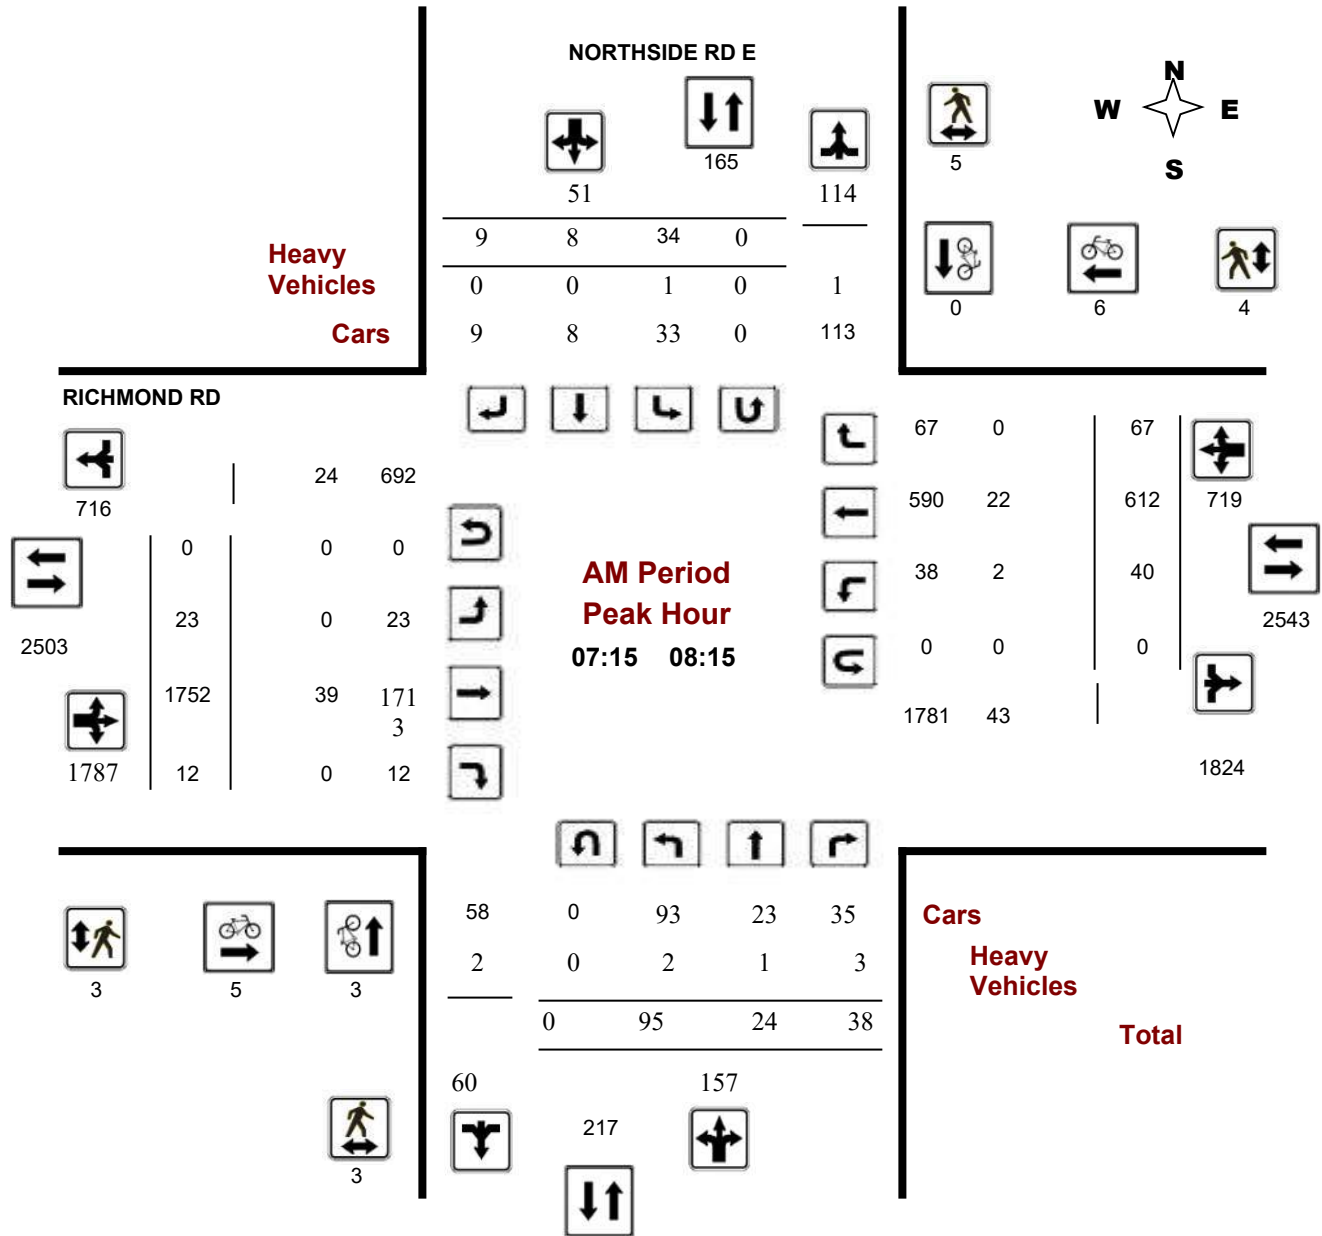 NORTHSIDE RD E
N
W E
S
165
5
51 114
9 8 34 0
Heavy
Vehicles
0 0 1 0 1
0 6 4
Cars
9 8 33 0 113
RICHMOND RD
67 0 67
24 692
716
590 22 612 719
0 0 0
AM Period
38 2 40
Peak Hour
23 0 23
2543
2503
07:15 08:15
0 0 0
1752 39 171
3
1781 43
1787 12 0 12
1824
58 0 93 23 35
Cars
2 0 2 1 3
Heavy
Vehicles
3 5 3
0 95 24 38
Total
60 157
217
3